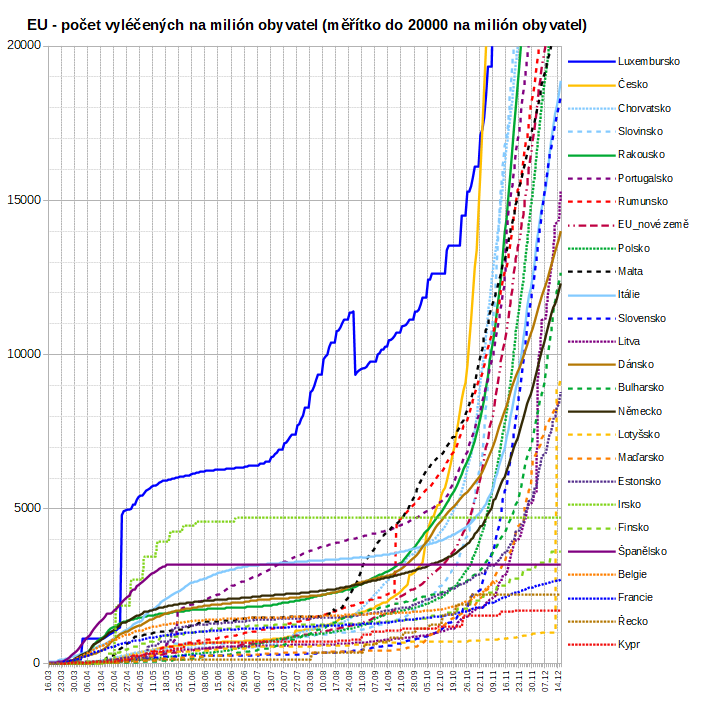 EU - počet vyléčených na milión obyvatel (měřítko do 20000 na milión obyvatel)
20000
15000
10000
5000
0
Luxembursko
Česko
Chorvatsko
Slovinsko
Rakousko
Portugalsko
Rumunsko
EU_nové země
Polsko
Malta
Itálie
Slovensko
Litva
Dánsko
Bulharsko
Německo
Lotyšsko
Maďarsko
Estonsko
Irsko
Finsko
Španělsko
Belgie
Francie
Řecko
Kypr
16.03
23.03
30.03
06.04
13.04
20.04
27.04
04.05
11.05
18.05
25.05
01.06
08.06
15.06
22.06
29.06
06.07
13.07
20.07
27.07
03.08
10.08
17.08
24.08
31.08
07.09
14.09
21.09
28.09
05.10
12.10
19.10
26.10
02.11
09.11
16.11
23.11
30.11
07.12
14.12